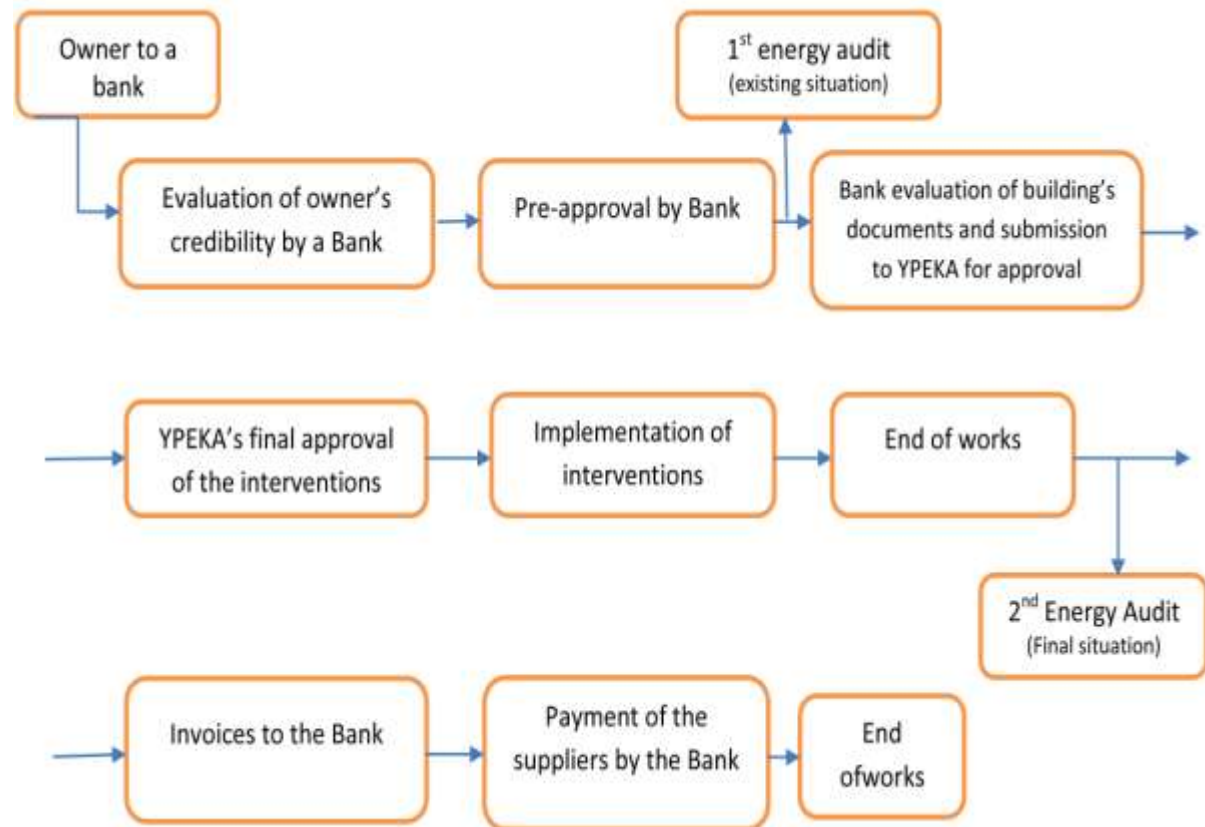 Owner to a
bank
1st energy audit
(existing situation)
Evaluation of owner’s
credibility by a Bank
Pre-approval by Bank
Bank evaluation of building’s
documents and submission
to YPEKA for approval
YPEKA’s final approval
of the interventions
Implementation of
interventions
End of works
2nd Energy Audit
(Final situation)
Invoices to the Bank
Payment of the
suppliers by the Bank
End
ofworks